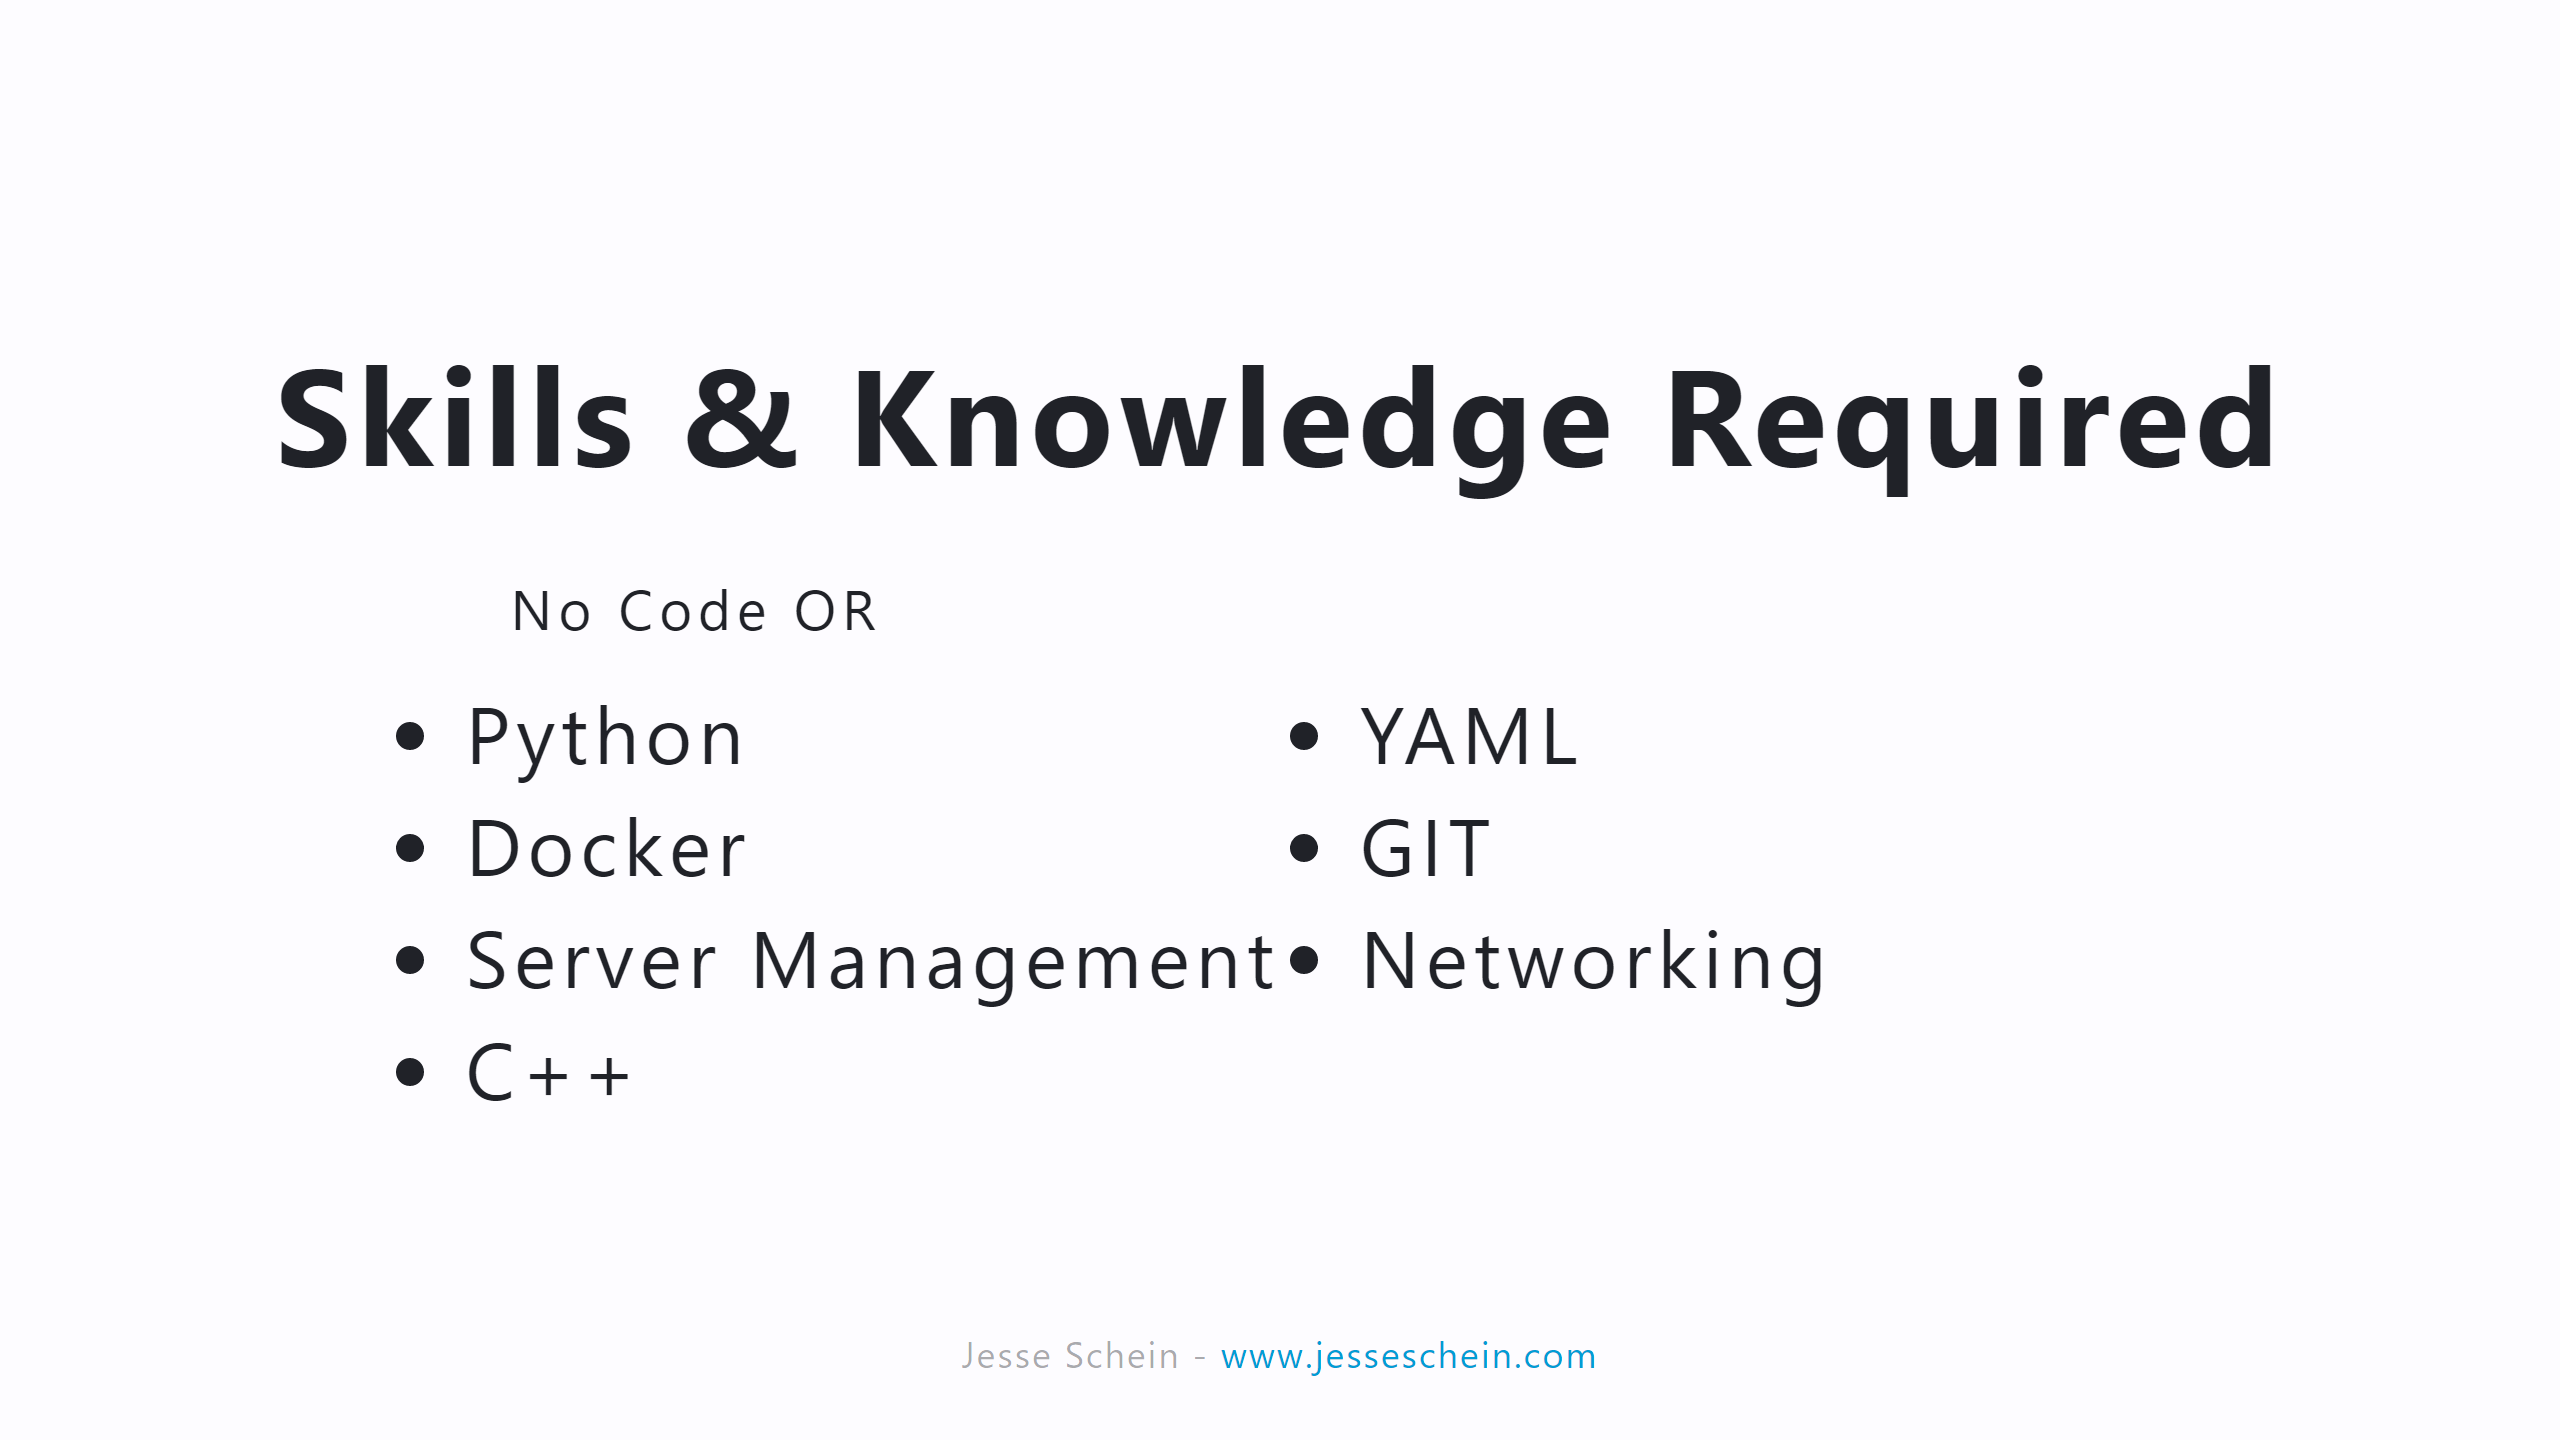 Skills & Knowledge Required
No Code OR
Python
Docker
Server Management
C++
YAML
GIT
Networking
Jesse Schein - www.jesseschein.com